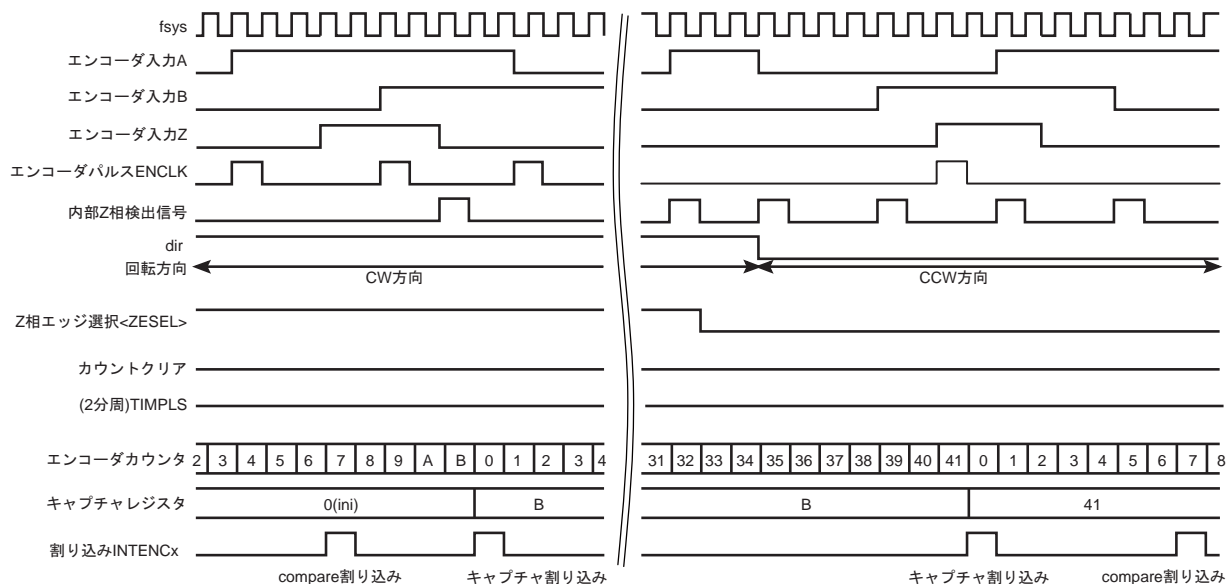 fsys
エンコーダ入力A
エンコーダ入力B
エンコーダ入力Z
エンコーダパルスENCLK
内部Z相検出信号
dir
回転方向
CW方向 CCW方向
Z相エッジ選択<ZESEL>
カウントクリア
(2分周)TIMPLS
エンコーダカウンタ 2 3 4 5 6 7 8 9 A B 0 1 2 3 4 31 32 33 34 35 36 37 38 39 40 41 0 1 2 3 4 5 6 7 8
キャプチャレジスタ 0(ini) B B 41
割り込みINTENCx
compare割り込み キャプチャ割り込み キャプチャ割り込み compare割り込み